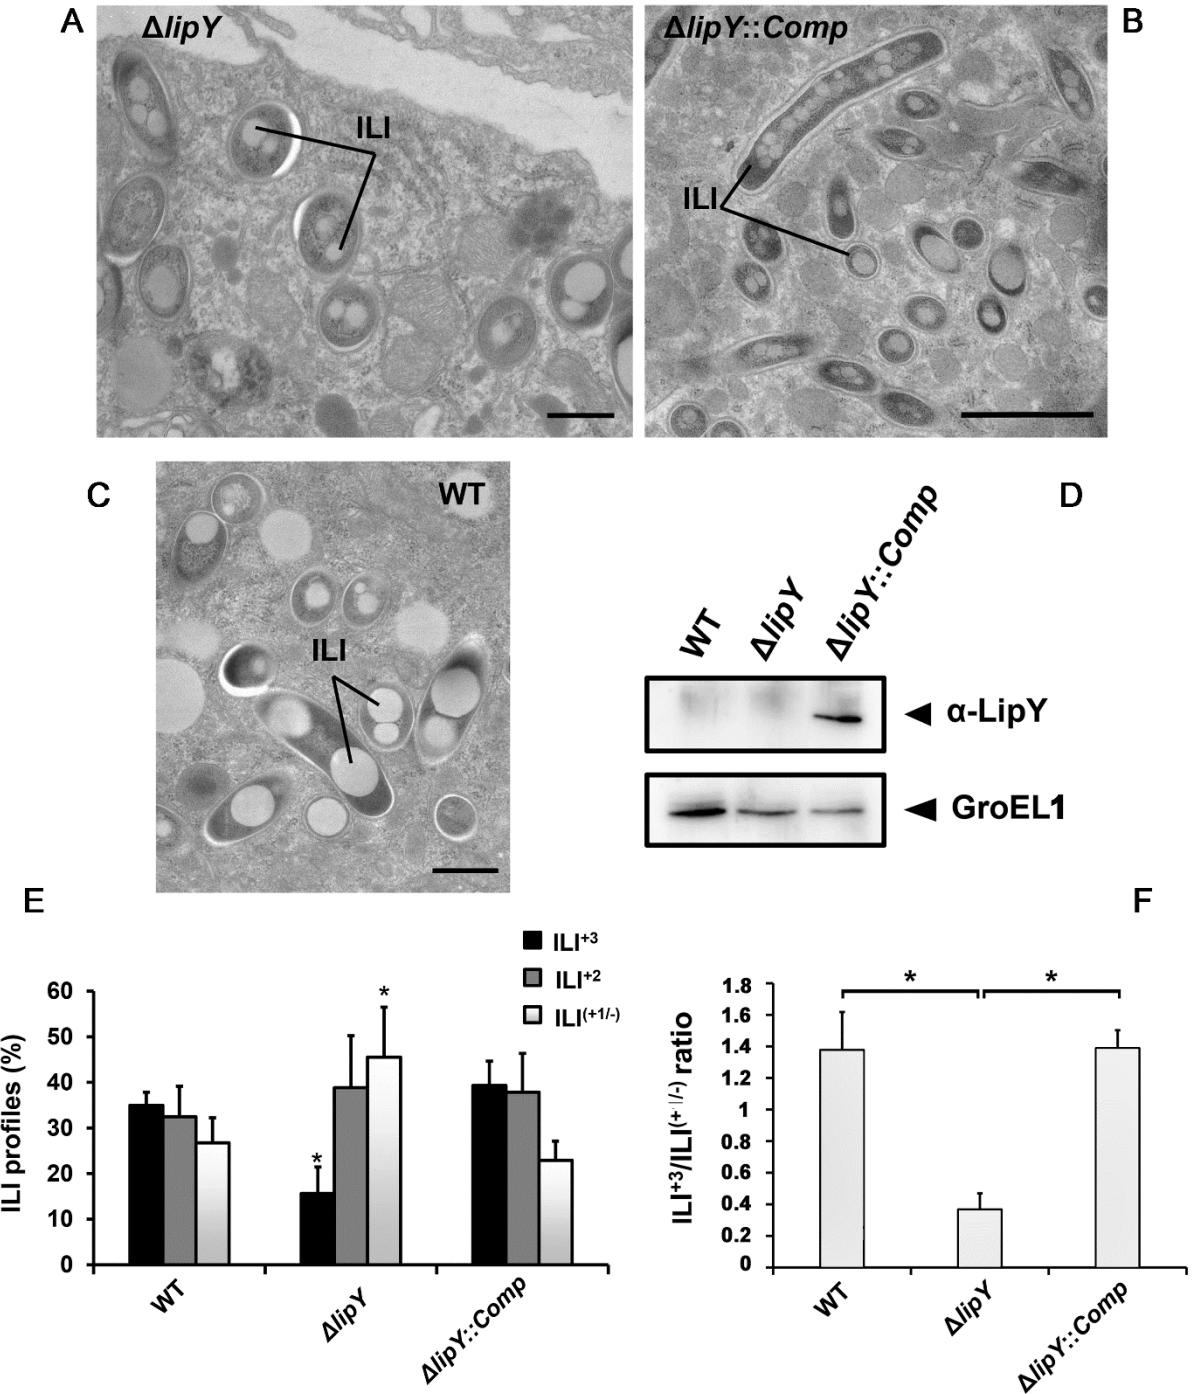 A
ΔlipY
ILI
ΔlipY::Comp
B
ILI
C
WT
ILI
D
WT
ΔlipY
ΔlipY::Comp
α-LipY
GroEL1
E
ILI+3
ILI+2
ILI(+1/-)
ILI profiles (%)
60
50
40
30
20
10
0
*
*
WT
ΔlipY
ΔlipY::Comp
F
ILI+3/ILI(+1/-) ratio
1.8
1.6
1.4
1.2
1
0.8
0.6
0.4
0.2
0
*
*
WT
ΔlipY
ΔlipY::Comp